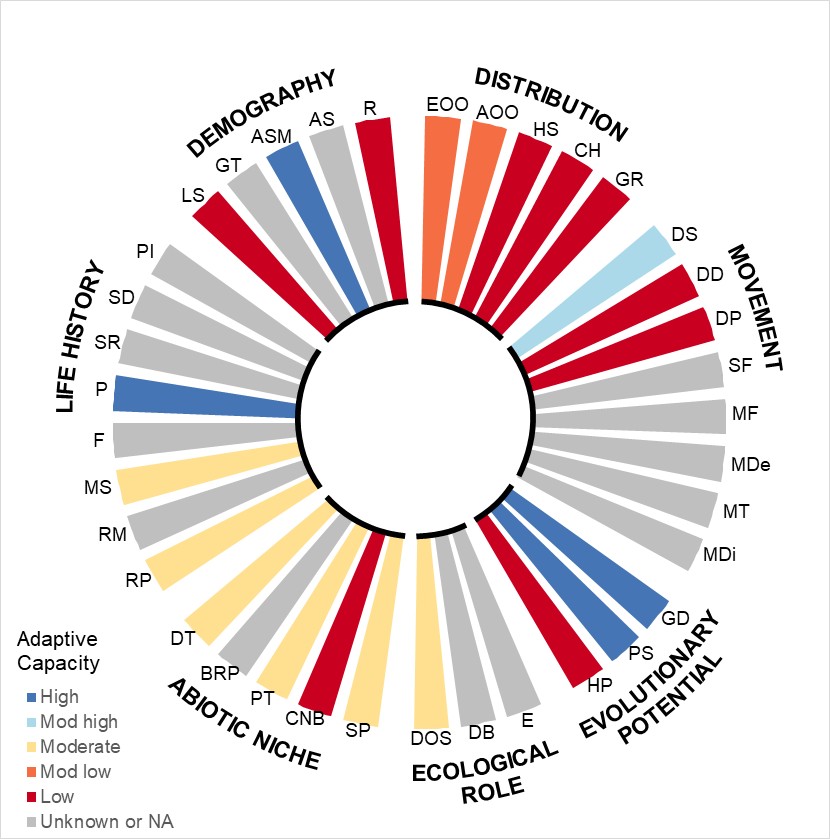 DEMOGRAPHY
LS
GT
ASM
AS
R
DISTRIBUTION
EOO
AOO
HS
CH
GR
MOVEMENT
DS
DD
DP
SF
MF
MDe
MT
MDi
EVOLUTIONARY
POTENTIAL
GD
PS
HP
ECOLOGICAL
ROLE
E
DB
DOS
ABIOTIC NICHE
SP
CNB
PT
BRP
DT
LIFE HISTORY
RP
RM
MS
F
P
SR
SD
PI
Adaptive
Capacity
High
Mod high
Moderate
Mod low
Low
Unknown or NA